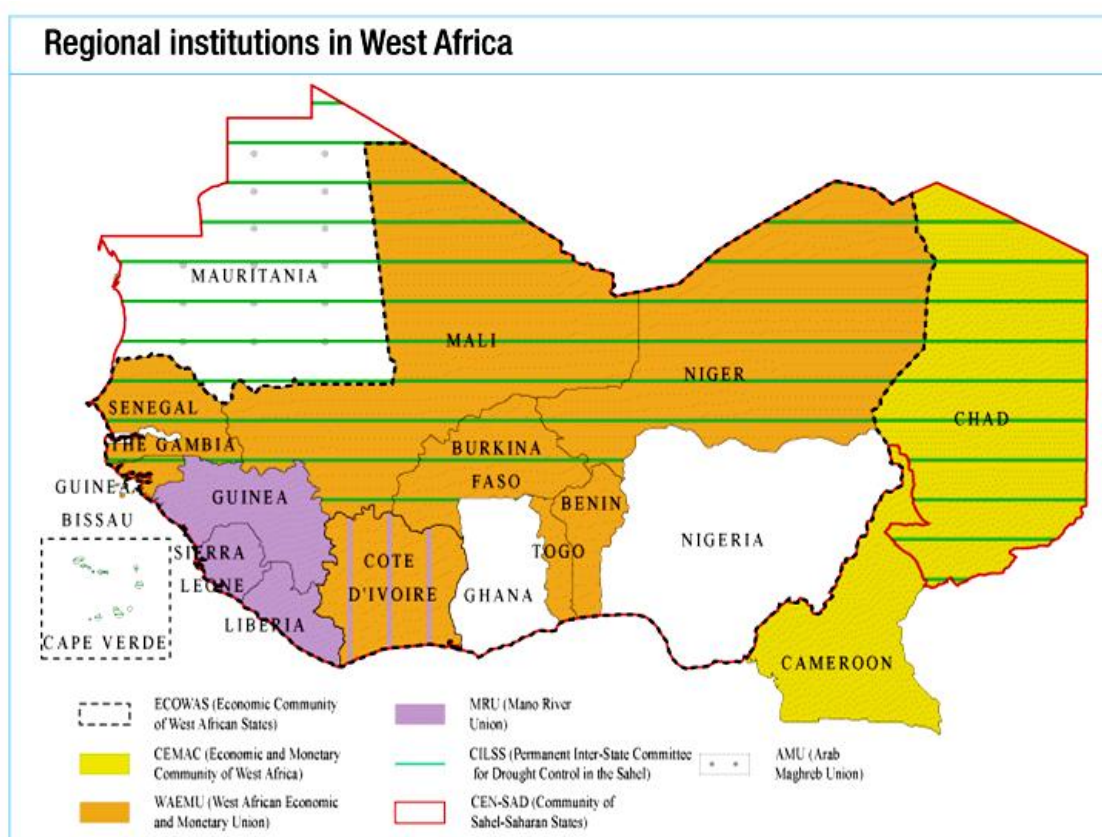 Regional institutions in West Africa
MAURITANIA
MALI
NIGER
CHAD
SENEGAL
THE GAMBIA
BURKINA
FASO
GUINEA
BISSAU
GUINEA
BENIN
SIERRA
LEONE
COTE
D'IVOIRE
TOGO
GHANA
NIGERIA
LIBERIA
CAPE VERDE
CAMEROON
ECOWAS (Economic Community
of West African States)
MRU (Mano River
Union)
CEMAC (Economic and Monetary
Community of West Africa)
CILSS (Permanent Inter-State Committee
for Drought Control in the Sahel)
AMU (Arab
Maghreb Union)
WAEMU (West African Economic
and Monetary Union)
CEN-SAD (Community of
Sahel-Saharan States)